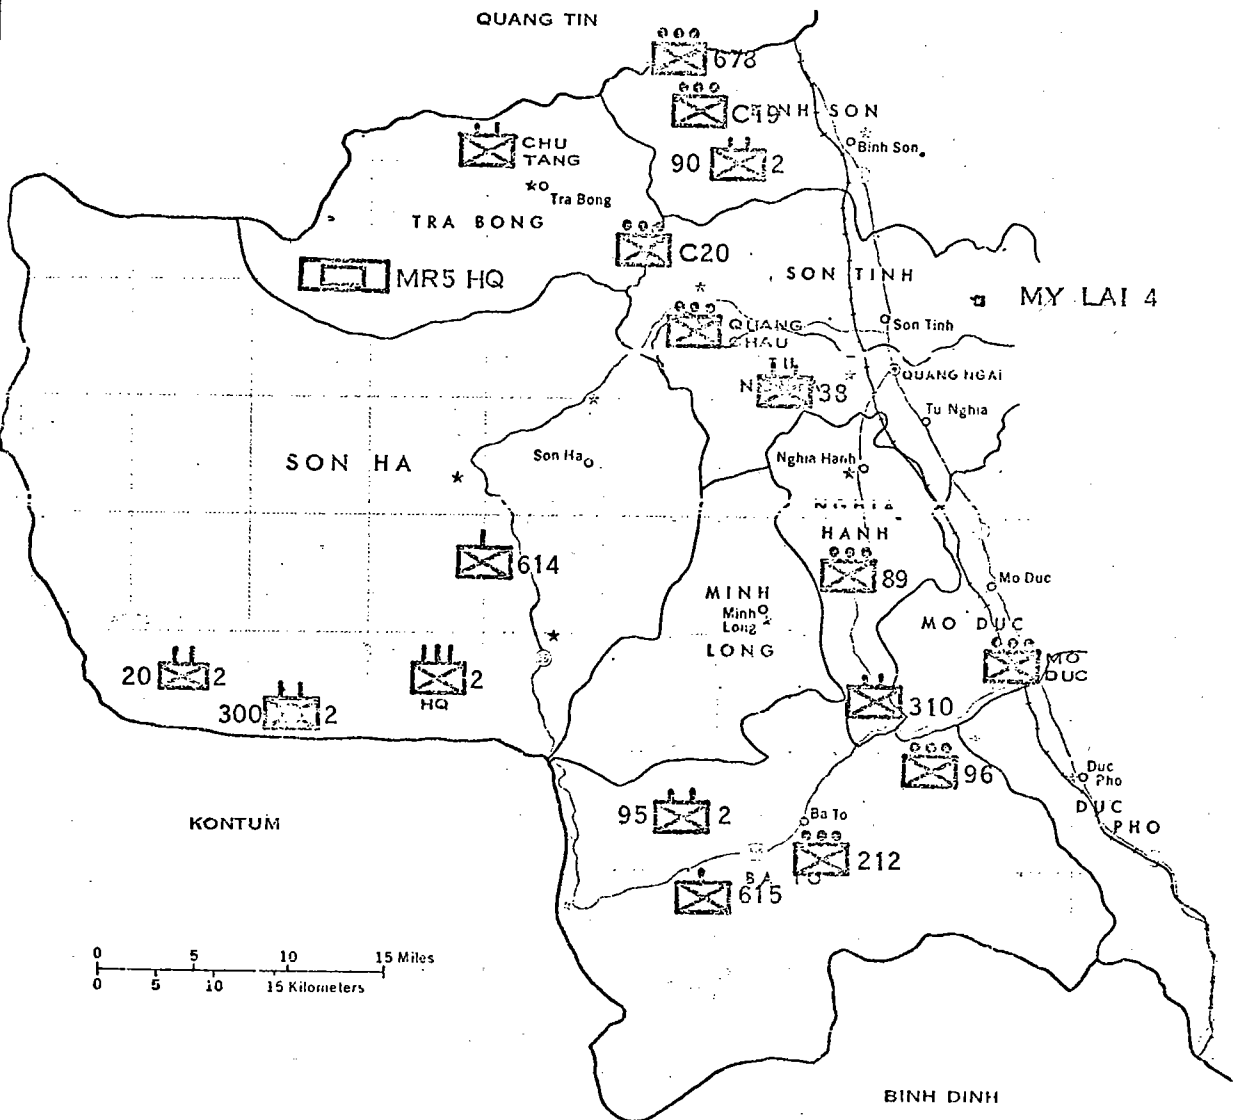 QUANG TIN
678
C19
BINH SON
Binh Son
CHU
TANG
90 2
Tra Bong
TRA BONG
C20
MR5 HQ
SON TINH
MY LAI 4
Son Tinh
QUANG
CHAU
QUANG NGAI
38
Tu Nghia
SON HA
Son Ha
Nghia Hanh
NGHIA
HANH
614
89
Mo Duc
MINH
Minh
Long
LONG
MO DUC
MO
DUC
20 2
2
HQ
300 2
310
96
Duc
Pho
DUC
PHO
95 2
Ba To
KONTUM
212
BA TO
615
0 5 10 15 Miles
0 5 10 15 Kilometers
BINH DINH